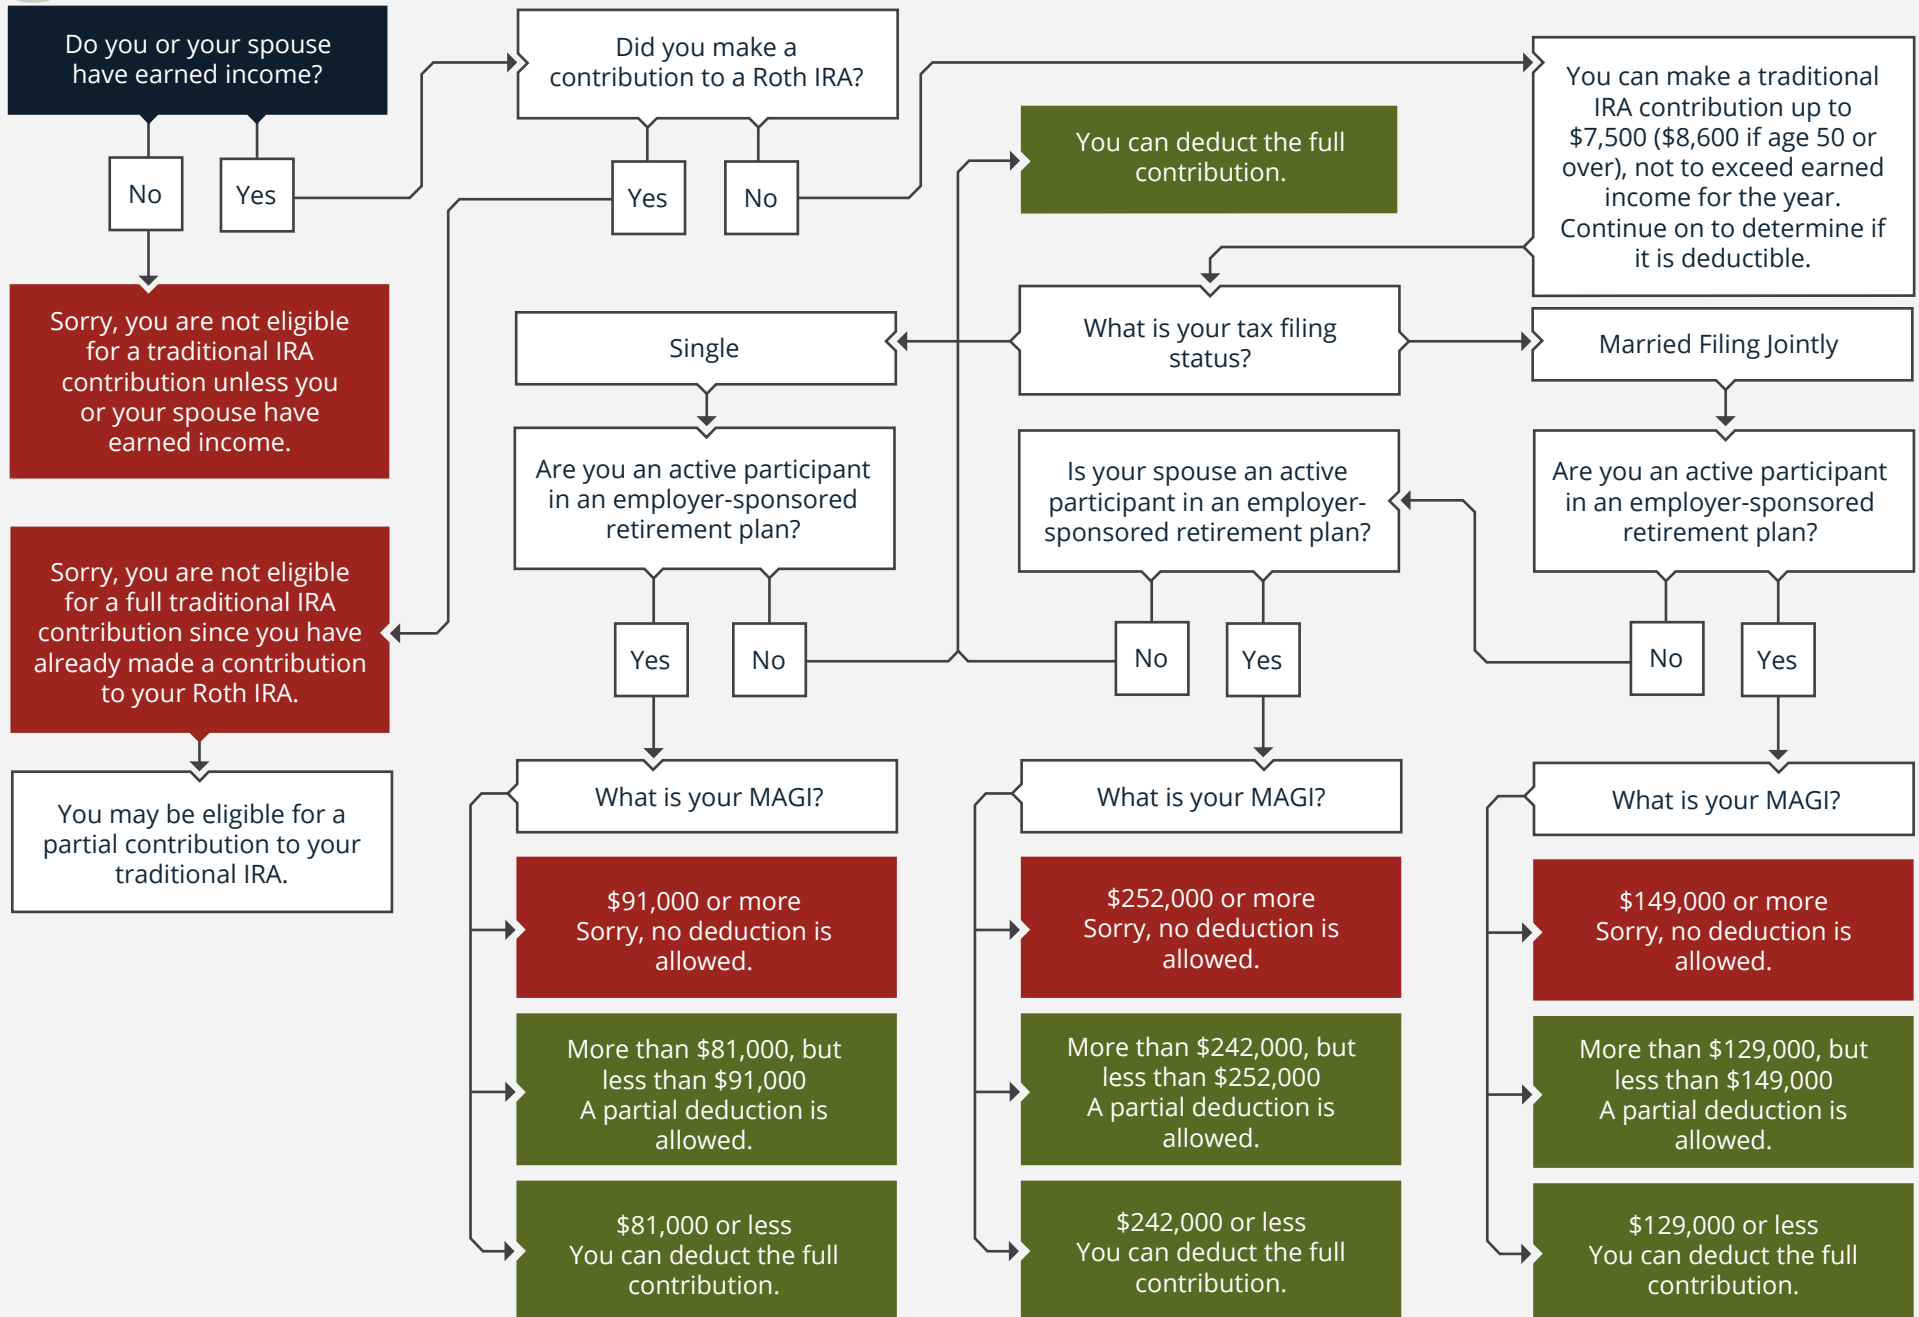 Do you or your spouse
have earned income?
No
Yes
Sorry, you are not eligible
for a traditional IRA
contribution unless you
or your spouse have
earned income.
Did you make a
contribution to a Roth IRA?
Yes
No
Sorry, you are not eligible
for a full traditional IRA
contribution since you have
already made a contribution
to your Roth IRA.
You may be eligible for a
partial contribution to your
traditional IRA.
You can make a traditional
IRA contribution up to
$7,500 ($8,600 if age 50 or
over), not to exceed earned
income for the year.
Continue on to determine if
it is deductible.
You can deduct the full
contribution.
What is your tax filing
status?
Single
Married Filing Jointly
Are you an active participant
in an employer-sponsored
retirement plan?
Yes
No
Is your spouse an active
participant in an employer-
sponsored retirement plan?
No
Yes
Are you an active participant
in an employer-sponsored
retirement plan?
No
Yes
What is your MAGI?
$91,000 or more
Sorry, no deduction is
allowed.
More than $81,000, but
less than $91,000
A partial deduction is
allowed.
$81,000 or less
You can deduct the full
contribution.
What is your MAGI?
$252,000 or more
Sorry, no deduction is
allowed.
More than $242,000, but
less than $252,000
A partial deduction is
allowed.
$242,000 or less
You can deduct the full
contribution.
What is your MAGI?
$149,000 or more
Sorry, no deduction is
allowed.
More than $129,000, but
less than $149,000
A partial deduction is
allowed.
$129,000 or less
You can deduct the full
contribution.